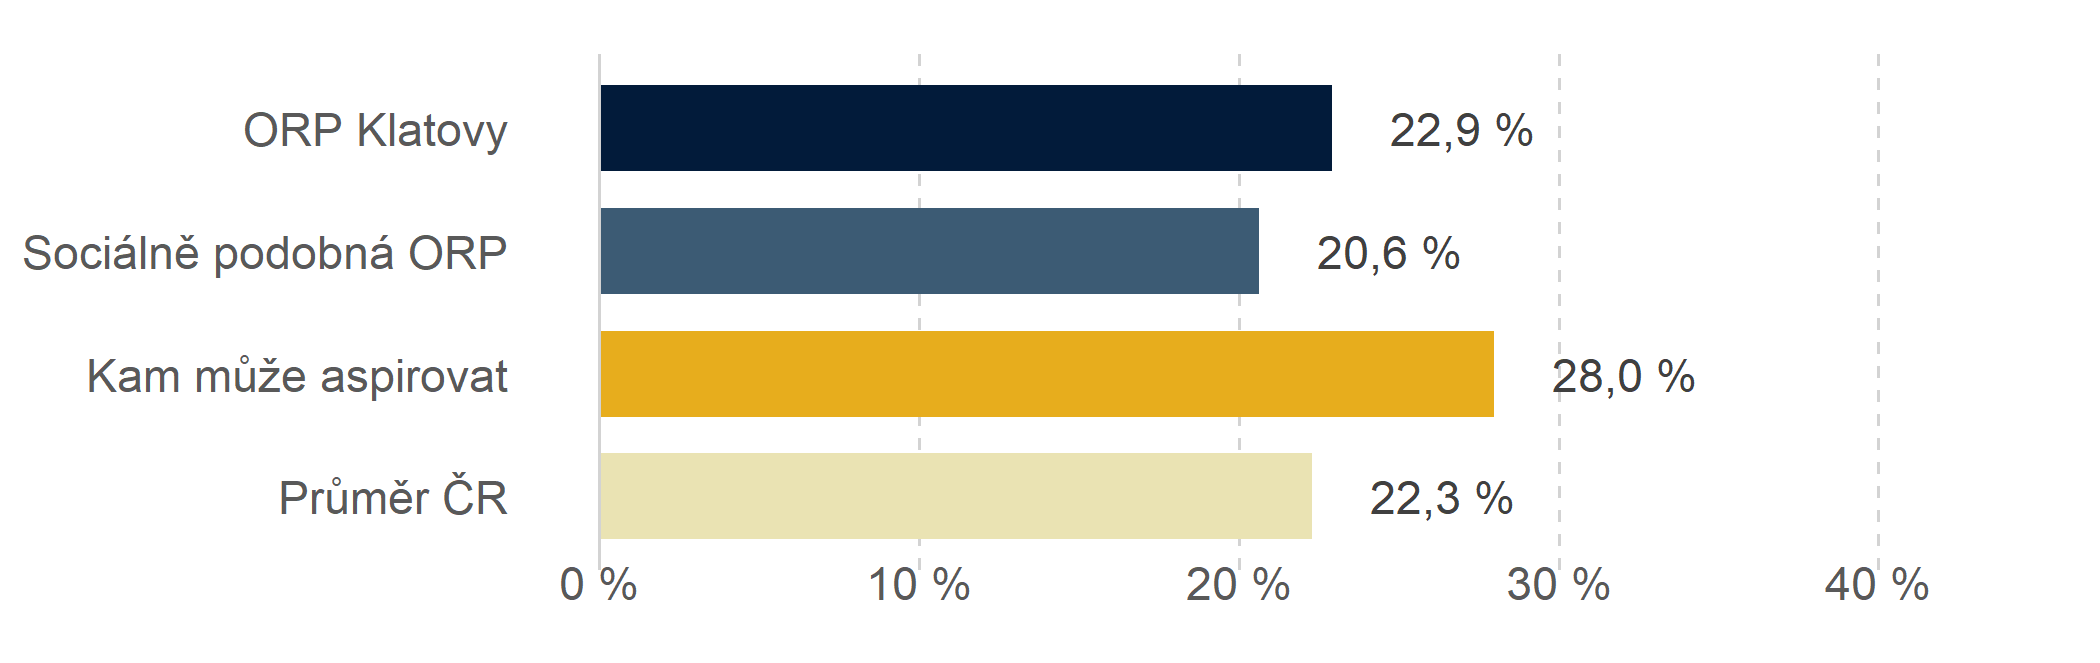 ORP Klatovy
22,9 %
Sociálně podobná ORP
20,6 %
Kam může aspirovat
28,0 %
Průměr ČR
22,3 %
0 %
10 %
20 %
30 %
40 %